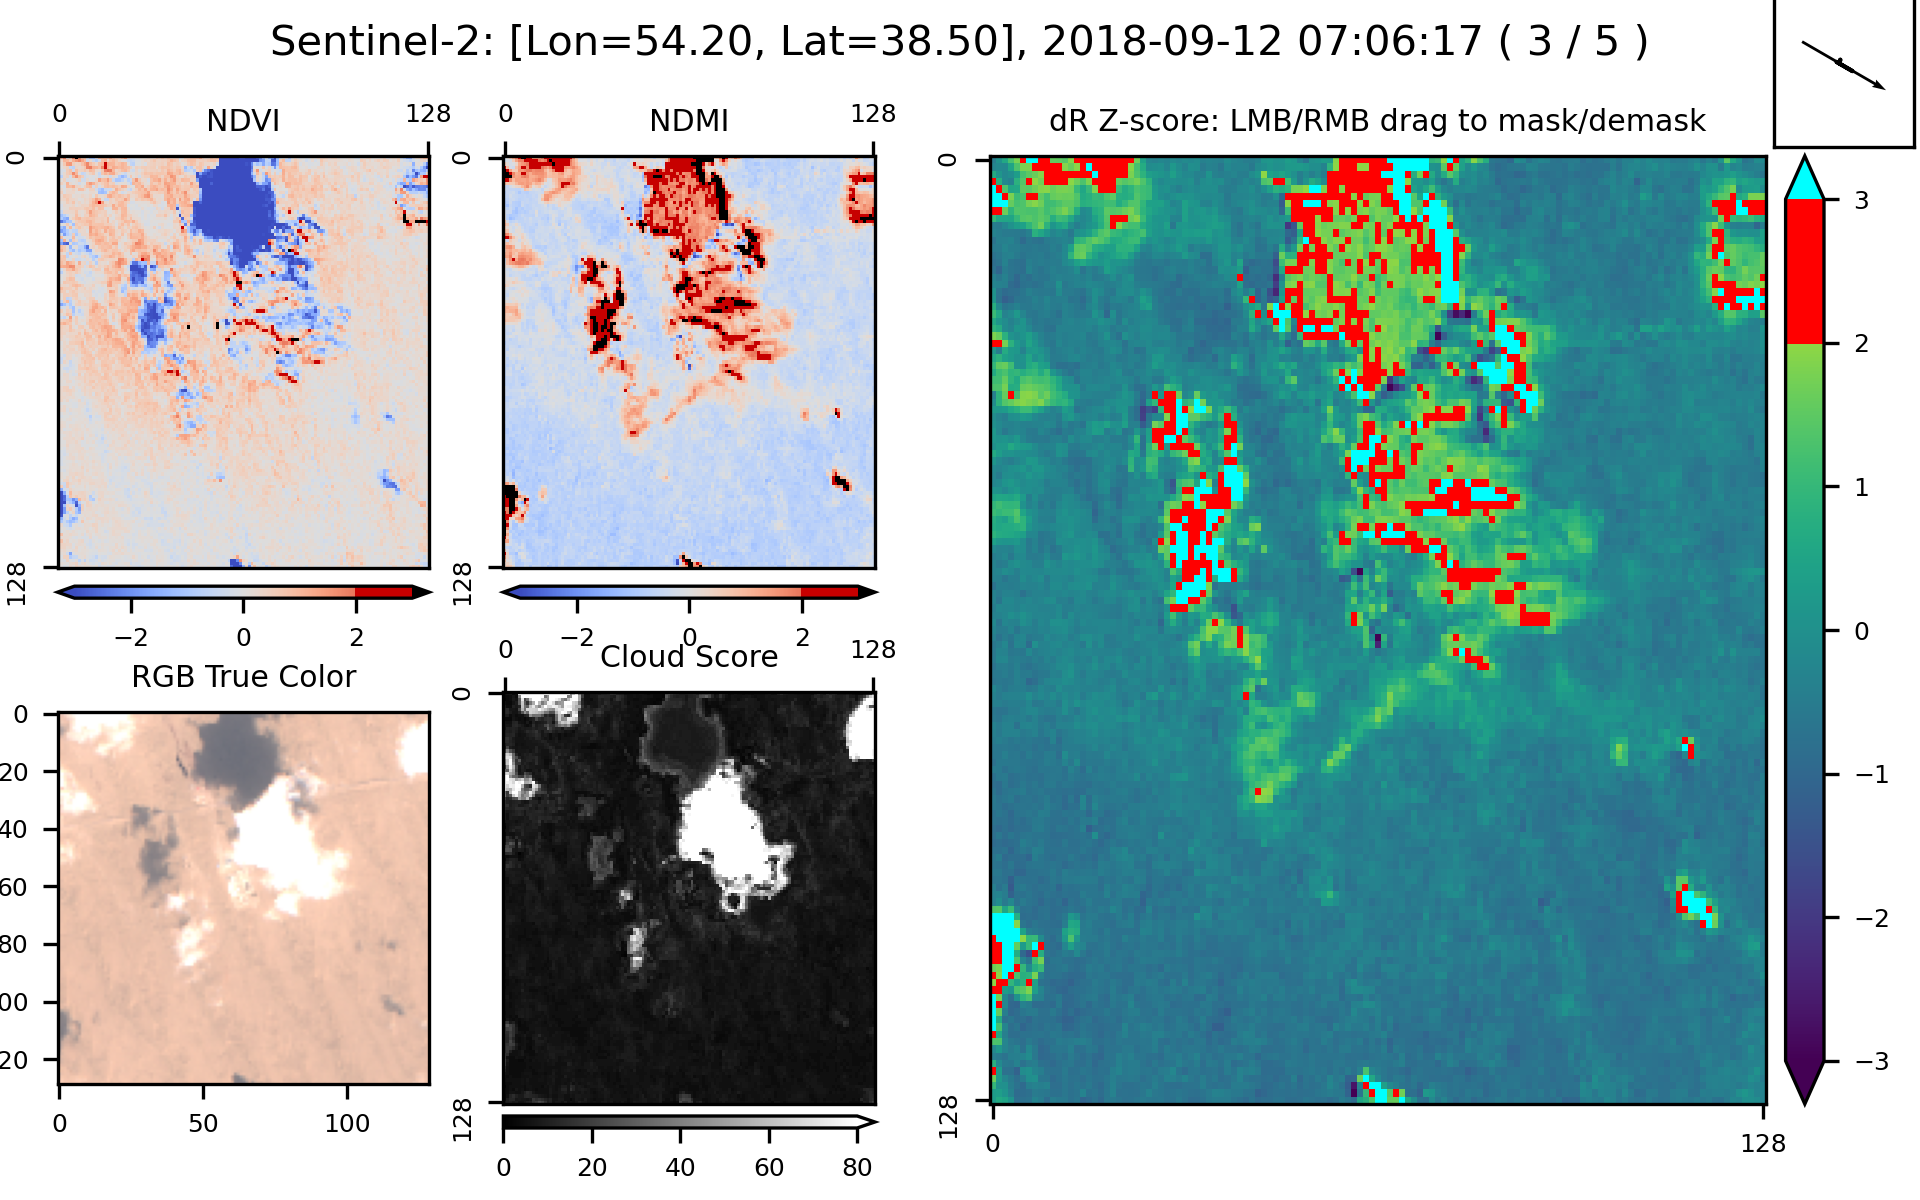 Sentinel-2: [Lon=54.20, Lat=38.50], 2018-09-12 07:06:17 ( 3 / 5 )
0 NDVI 128
0 NDMI 128
dR Z-score: LMB/RMB drag to mask/demask
0
128
−2 0 2
0
128
−2 0 2
0
128
0 128
3
2
1
0
−1
−2
−3
RGB True Color
0
20
40
60
80
00
20
0 50 100
0 Cloud Score 128
0
128
0 20 40 60 80